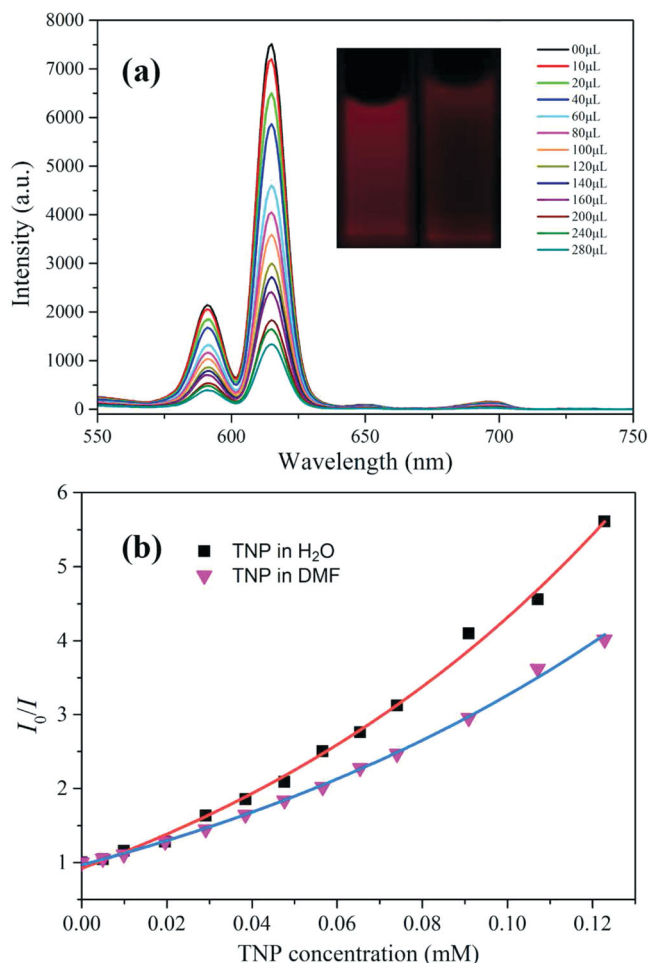 (a)
8000
7000
6000
5000
4000
3000
2000
1000
0
Intensity (a.u.)
00μL
10μL
20μL
40μL
60μL
80μL
100μL
120μL
140μL
160μL
200μL
240μL
280μL
550 600 650 700 750
Wavelength (nm)
(b)
6
5
4
3
2
1
I₀/I
TNP in H₂O
TNP in DMF
0.00 0.02 0.04 0.06 0.08 0.10 0.12
TNP concentration (mM)